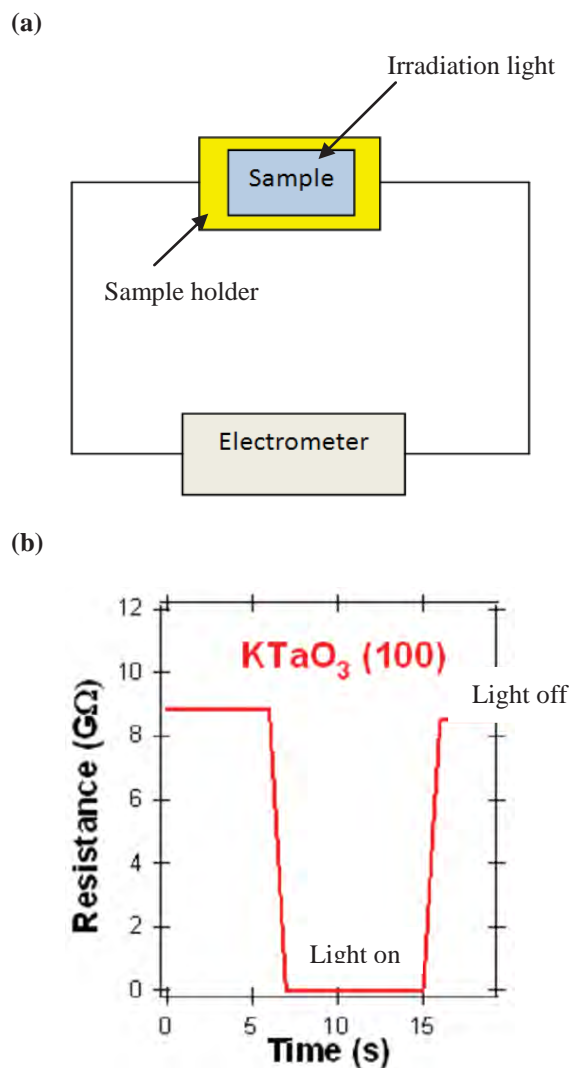 (a)
Irradiation light
Sample
Sample holder
Electrometer
(b)
12
10
8
6
4
2
0
Resistance (GΩ)
KTaO₃ (100)
Light off
Light on
0
5
10
15
Time (s)